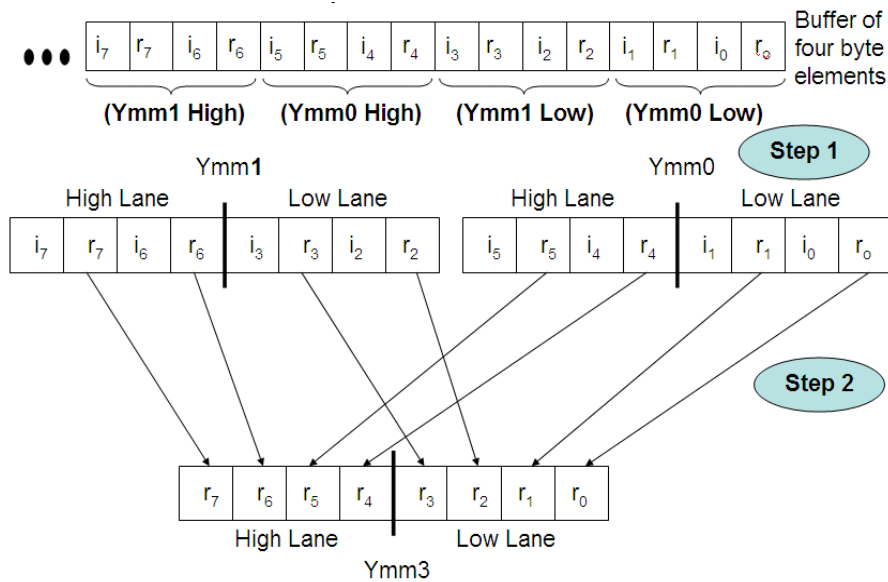 i7 r7 i6 r6 i5 r5 i4 r4 i3 r3 i2 r2 i1 r1 i0 ro
Buffer of
four byte
elements
(Ymm1 High) (Ymm0 High) (Ymm1 Low) (Ymm0 Low)
Step 1
Ymm1 Ymm0
High Lane Low Lane High Lane Low Lane
i7 r7 i6 r6 i3 r3 i2 r2 i5 r5 i4 r4 i1 r1 i0 ro
Step 2
r7 r6 r5 r4 r3 r2 r1 r0
High Lane Low Lane
Ymm3